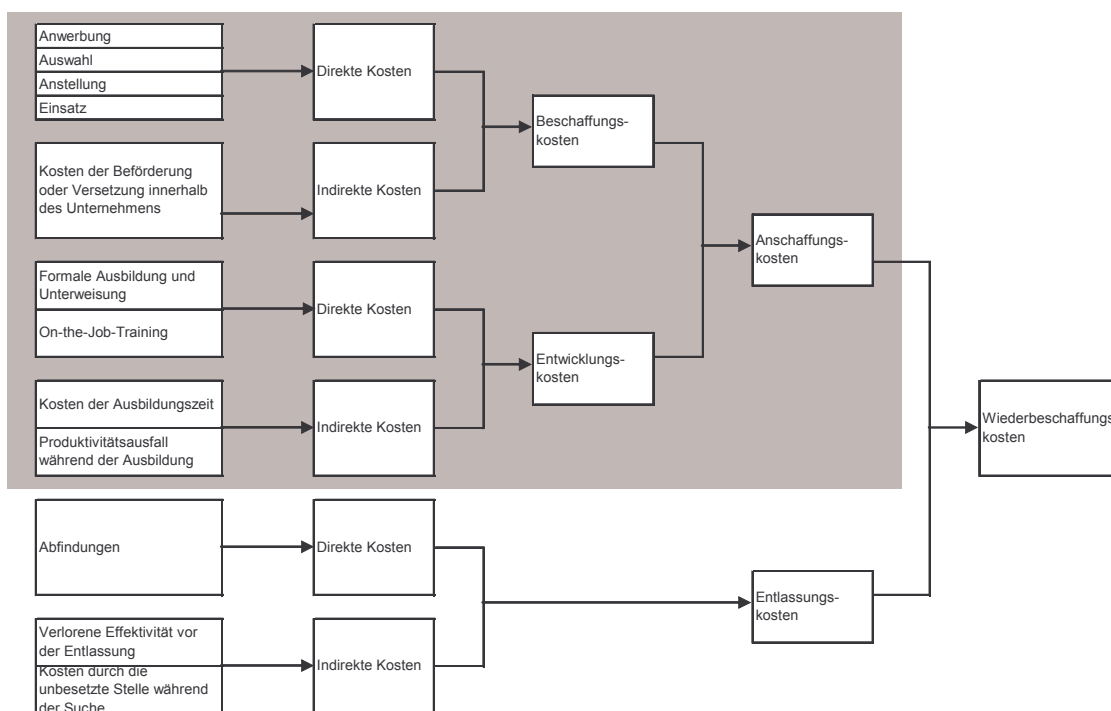 Anwerbung
Auswahl
Anstellung
Einsatz
Direkte Kosten
Kosten der Beförderung
oder Versetzung innerhalb
des Unternehmens
Indirekte Kosten
Beschaffungs-
kosten
Formale Ausbildung und
Unterweisung
On-the-Job-Training
Direkte Kosten
Kosten der Ausbildungszeit
Produktivitätsausfall
während der Ausbildung
Indirekte Kosten
Entwicklungs-
kosten
Anschaffungs-
kosten
Abfindungen
Direkte Kosten
Verlorene Effektivität vor
der Entlassung
Kosten durch die
unbesetzte Stelle während
der Suche
Indirekte Kosten
Entlassungs-
kosten
Wiederbeschaffungs
kosten